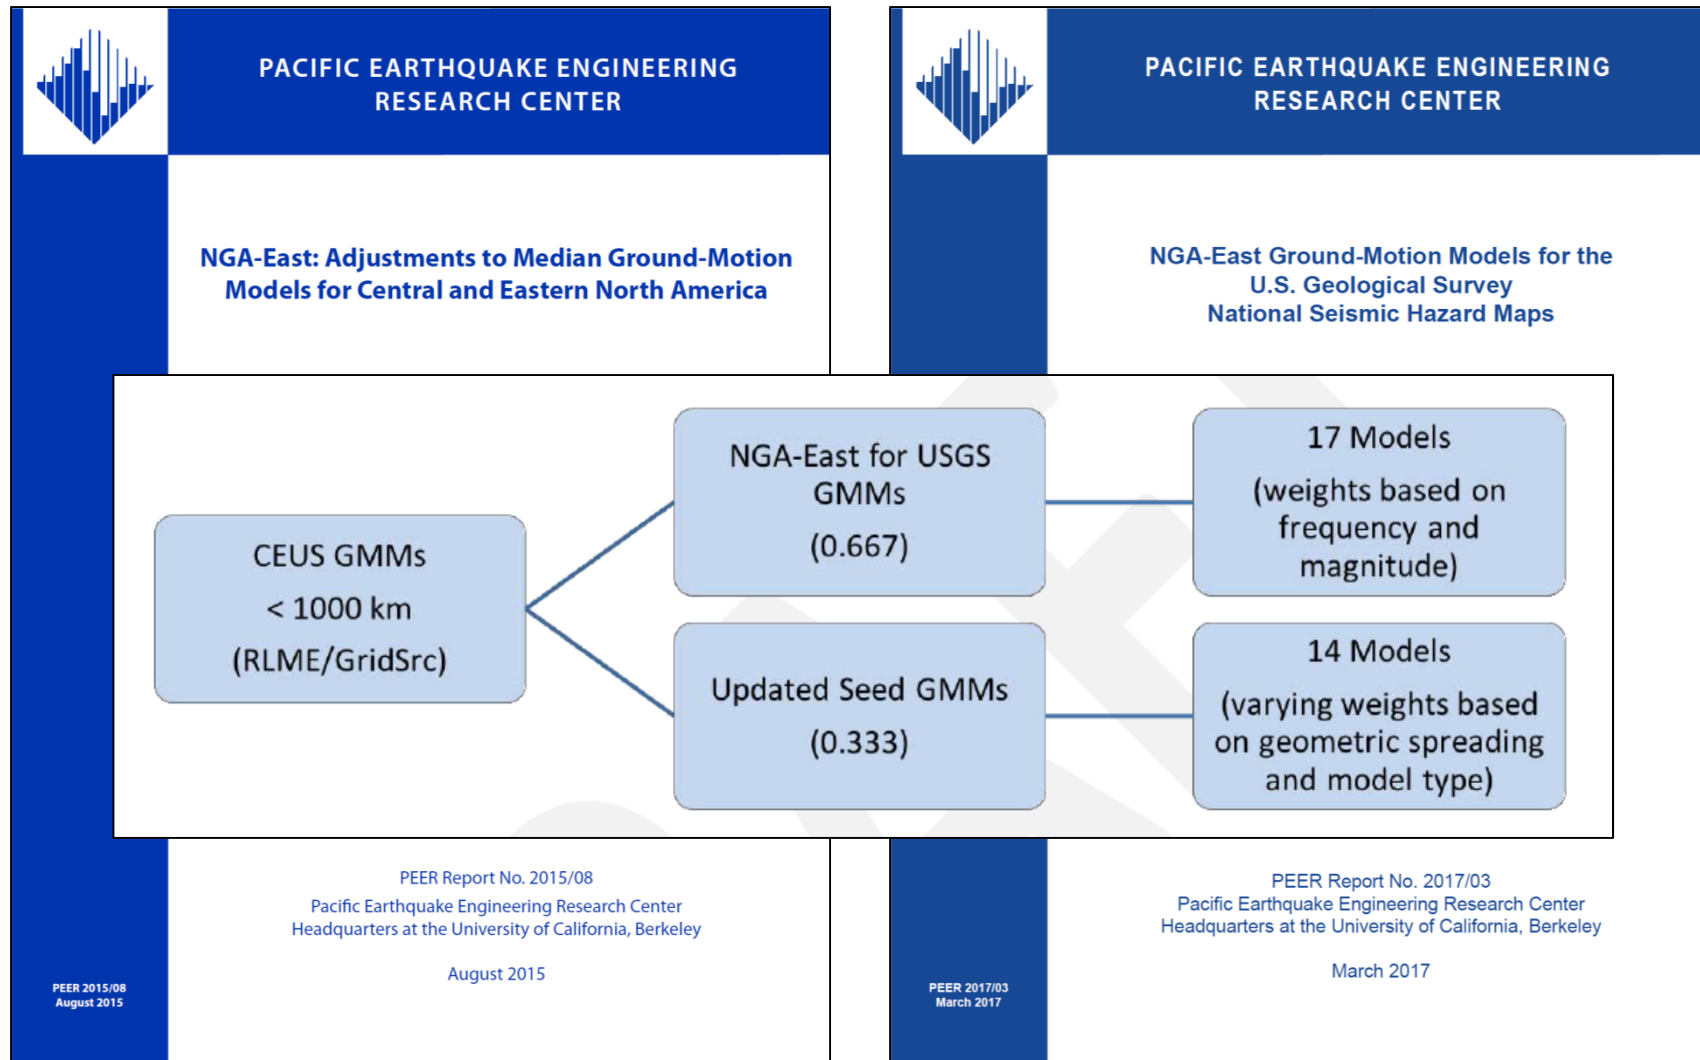 PACIFIC EARTHQUAKE ENGINEERING
RESEARCH CENTER
NGA-East: Adjustments to Median Ground-Motion
Models for Central and Eastern North America
PACIFIC EARTHQUAKE ENGINEERING
RESEARCH CENTER
NGA-East Ground-Motion Models for the
U.S. Geological Survey
National Seismic Hazard Maps
CEUS GMMs
< 1000 km
(RLME/GridSrc)
NGA-East for USGS
GMMs
(0.667)
17 Models
(weights based on
frequency and
magnitude)
Updated Seed GMMs
(0.333)
14 Models
(varying weights based
on geometric spreading
and model type)
PEER Report No. 2015/08
Pacific Earthquake Engineering Research Center
Headquarters at the University of California, Berkeley
August 2015
PEER 2015/08
August 2015
PEER Report No. 2017/03
Pacific Earthquake Engineering Research Center
Headquarters at the University of California, Berkeley
March 2017
PEER 2017/03
March 2017